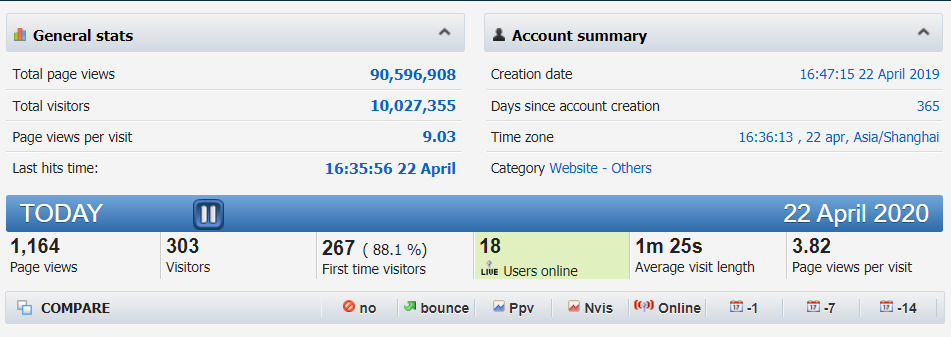 General stats
Total page views 90,596,908
Total visitors 10,027,355
Page views per visit 9.03
Last hits time: 16:35:56 22 April
Account summary
Creation date 16:47:15 22 April 2019
Days since account creation 365
Time zone 16:36:13 , 22 apr, Asia/Shanghai
Category Website - Others
TODAY 22 April 2020
1,164 303 267 ( 88.1 %) 18 1m 25s 3.82
Page views Visitors First time visitors LIVE Users online Average visit length Page views per visit
COMPARE no bounce Ppv Nvis Online 17 -1 17 -7 17 -14